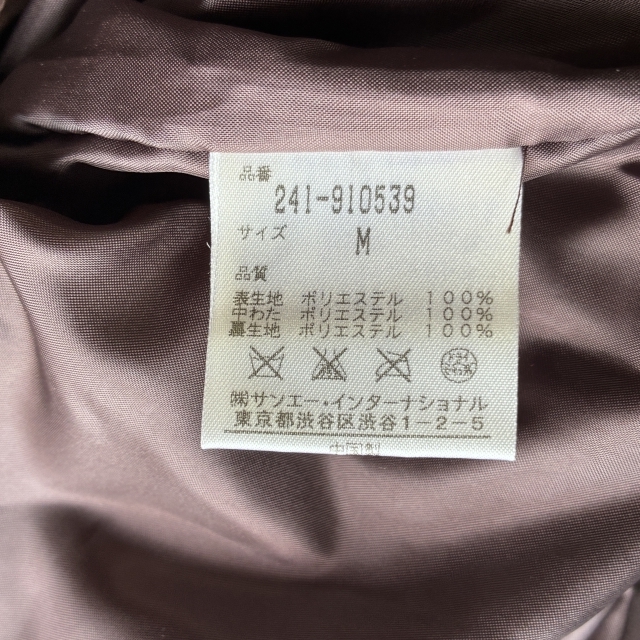 品番
241-910539
サイズ
M
品質
表生地 ポリエステル 100%
中わた ポリエステル 100%
裏生地 ポリエステル 100%
㈱サンエー・インターナショナル
東京都渋谷区渋谷1-2-5
中国製